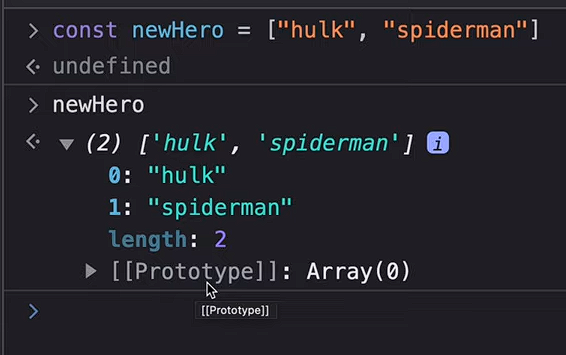 > const newHero = ["hulk", "spiderman"]
<· undefined
> newHero
<· ▼ (2) ['hulk', 'spiderman'] i
0: "hulk"
1: "spiderman"
length: 2
▶ [[Prototype]]: Array(0)
[[Prototype]]
>